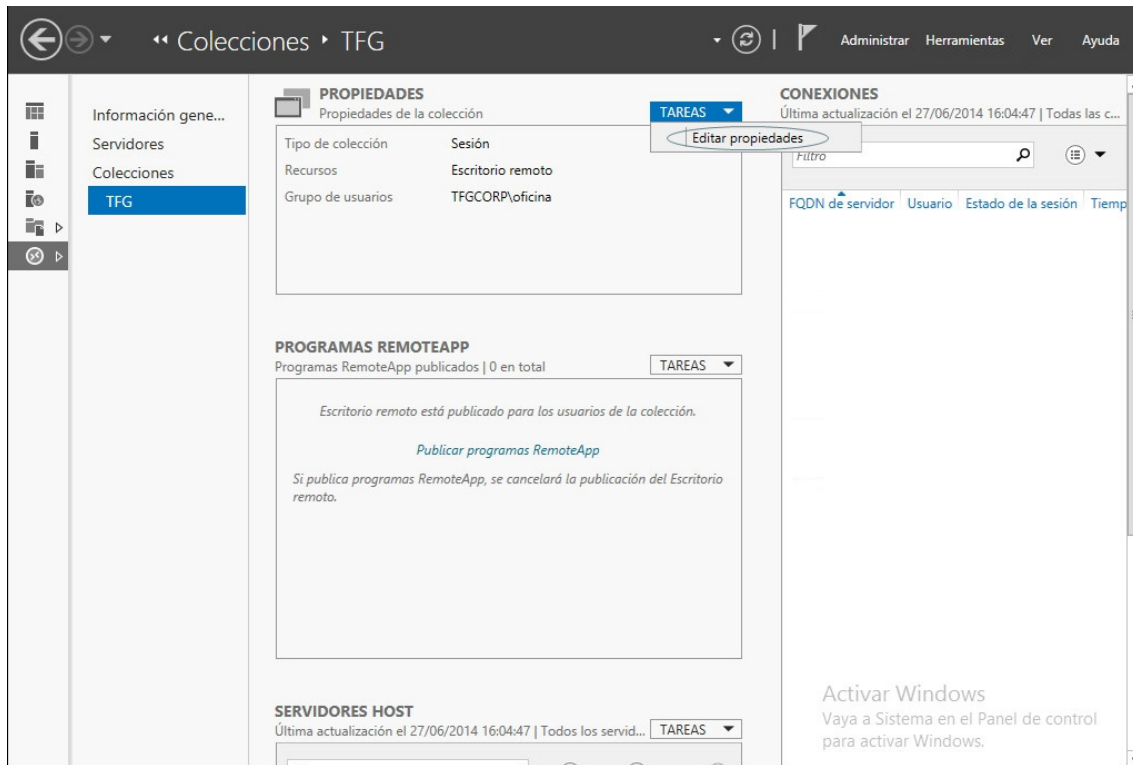 Colecciones ‣ TFG
Administrar Herramientas Ver Ayuda
Información gene...
Servidores
Colecciones
TFG
PROPIEDADES
Propiedades de la colección
TAREAS
Editar propiedades
Tipo de colección Sesión
Recursos Escritorio remoto
Grupo de usuarios TFGCORP\oficina
PROGRAMAS REMOTEAPP
Programas RemoteApp publicados | 0 en total
TAREAS
Escritorio remoto está publicado para los usuarios de la colección.
Publicar programas RemoteApp
Si publica programas RemoteApp, se cancelará la publicación del Escritorio
remoto.
SERVIDORES HOST
Última actualización el 27/06/2014 16:04:47 | Todos los servid...
TAREAS
CONEXIONES
Última actualización el 27/06/2014 16:04:47 | Todas las c...
Filtro
FQDN de servidor Usuario Estado de la sesión Tiemp
Activar Windows
Vaya a Sistema en el Panel de control
para activar Windows.